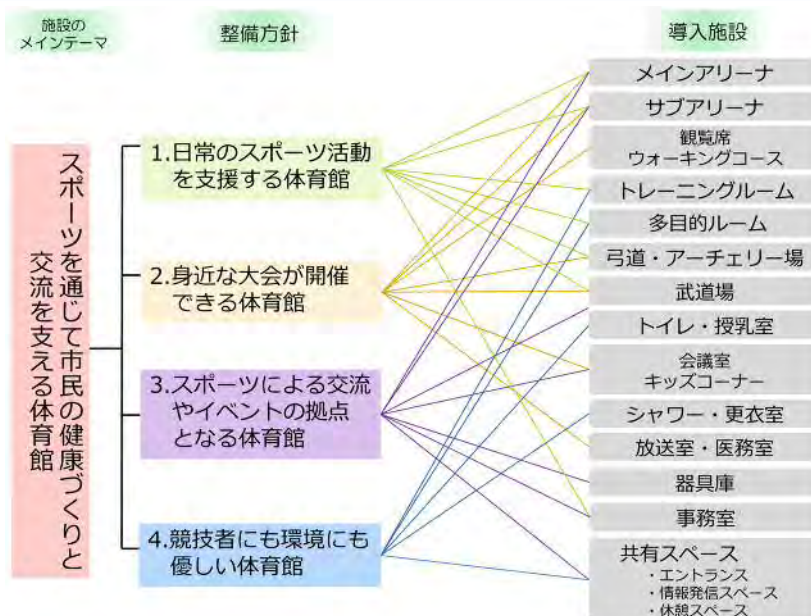 施設の
メインテーマ
整備方針
導入施設
スポーツを通じて市民の健康づくりと
交流を支える体育館
1.日常のスポーツ活動
を支援する体育館
2.身近な大会が開催
できる体育館
3.スポーツによる交流
やイベントの拠点
となる体育館
4.競技者にも環境にも
優しい体育館
メインアリーナ
サブアリーナ
観覧席
ウォーキングコース
トレーニングルーム
多目的ルーム
弓道・アーチェリー場
武道場
トイレ・授乳室
会議室
キッズコーナー
シャワー・更衣室
放送室・医務室
器具庫
事務室
共有スペース
・エントランス
・情報発信スペース
・休憩スペース